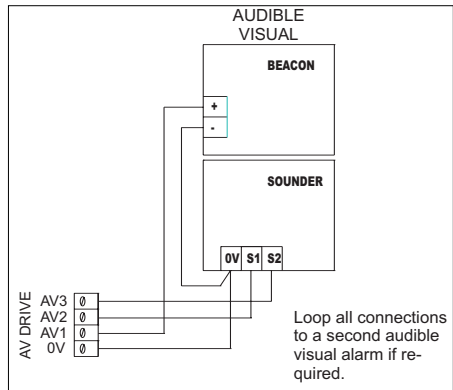 AUDIBLE
VISUAL
BEACON
+
-
SOUNDER
0V S1 S2
AV DRIVE
AV3 Ø
AV2 Ø
AV1 Ø
0V Ø
Loop all connections
to a second audible
visual alarm if re-
quired.